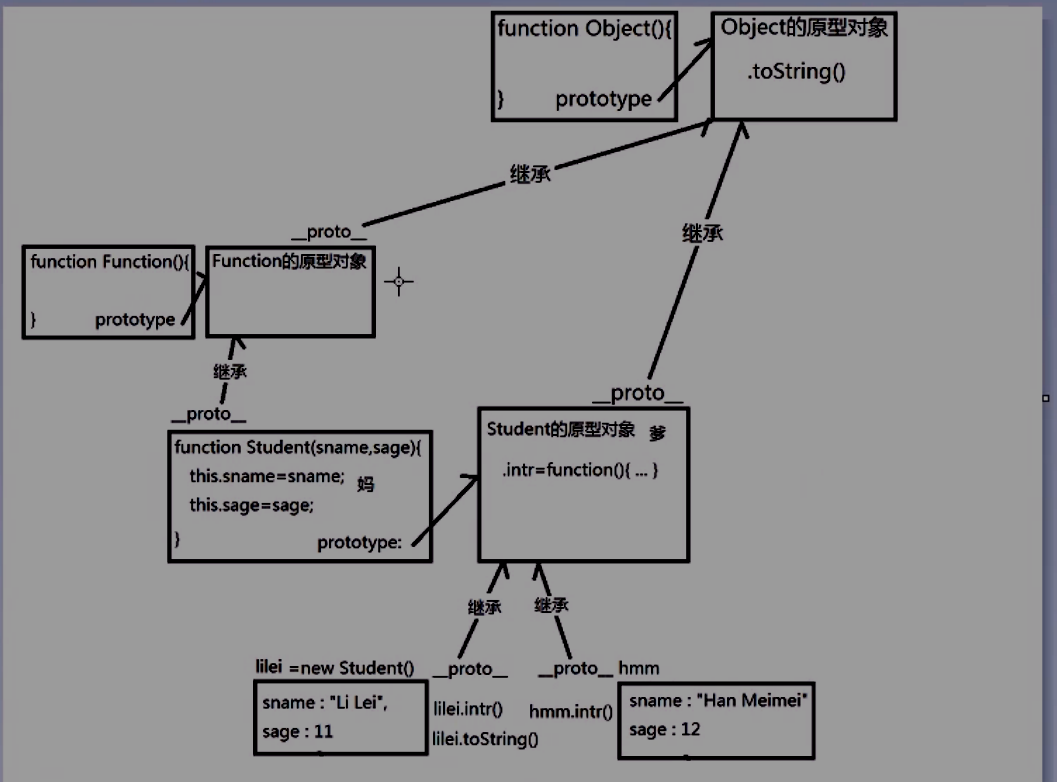 function Object(){
}
prototype
Object的原型对象
.toString()
继承
继承
__proto__
function Function(){
}
prototype
Function的原型对象
继承
__proto__
__proto__
function Student(sname,sage){
this.sname=sname;
妈
this.sage=sage;
}
prototype:
Student的原型对象
爹
.intr=function(){ ... }
继承
继承
lilei =new Student()
__proto__
__proto__ hmm
sname : "Li Lei",
sage : 11
lilei.intr()
lilei.toString()
hmm.intr()
sname : "Han Meimei"
sage : 12